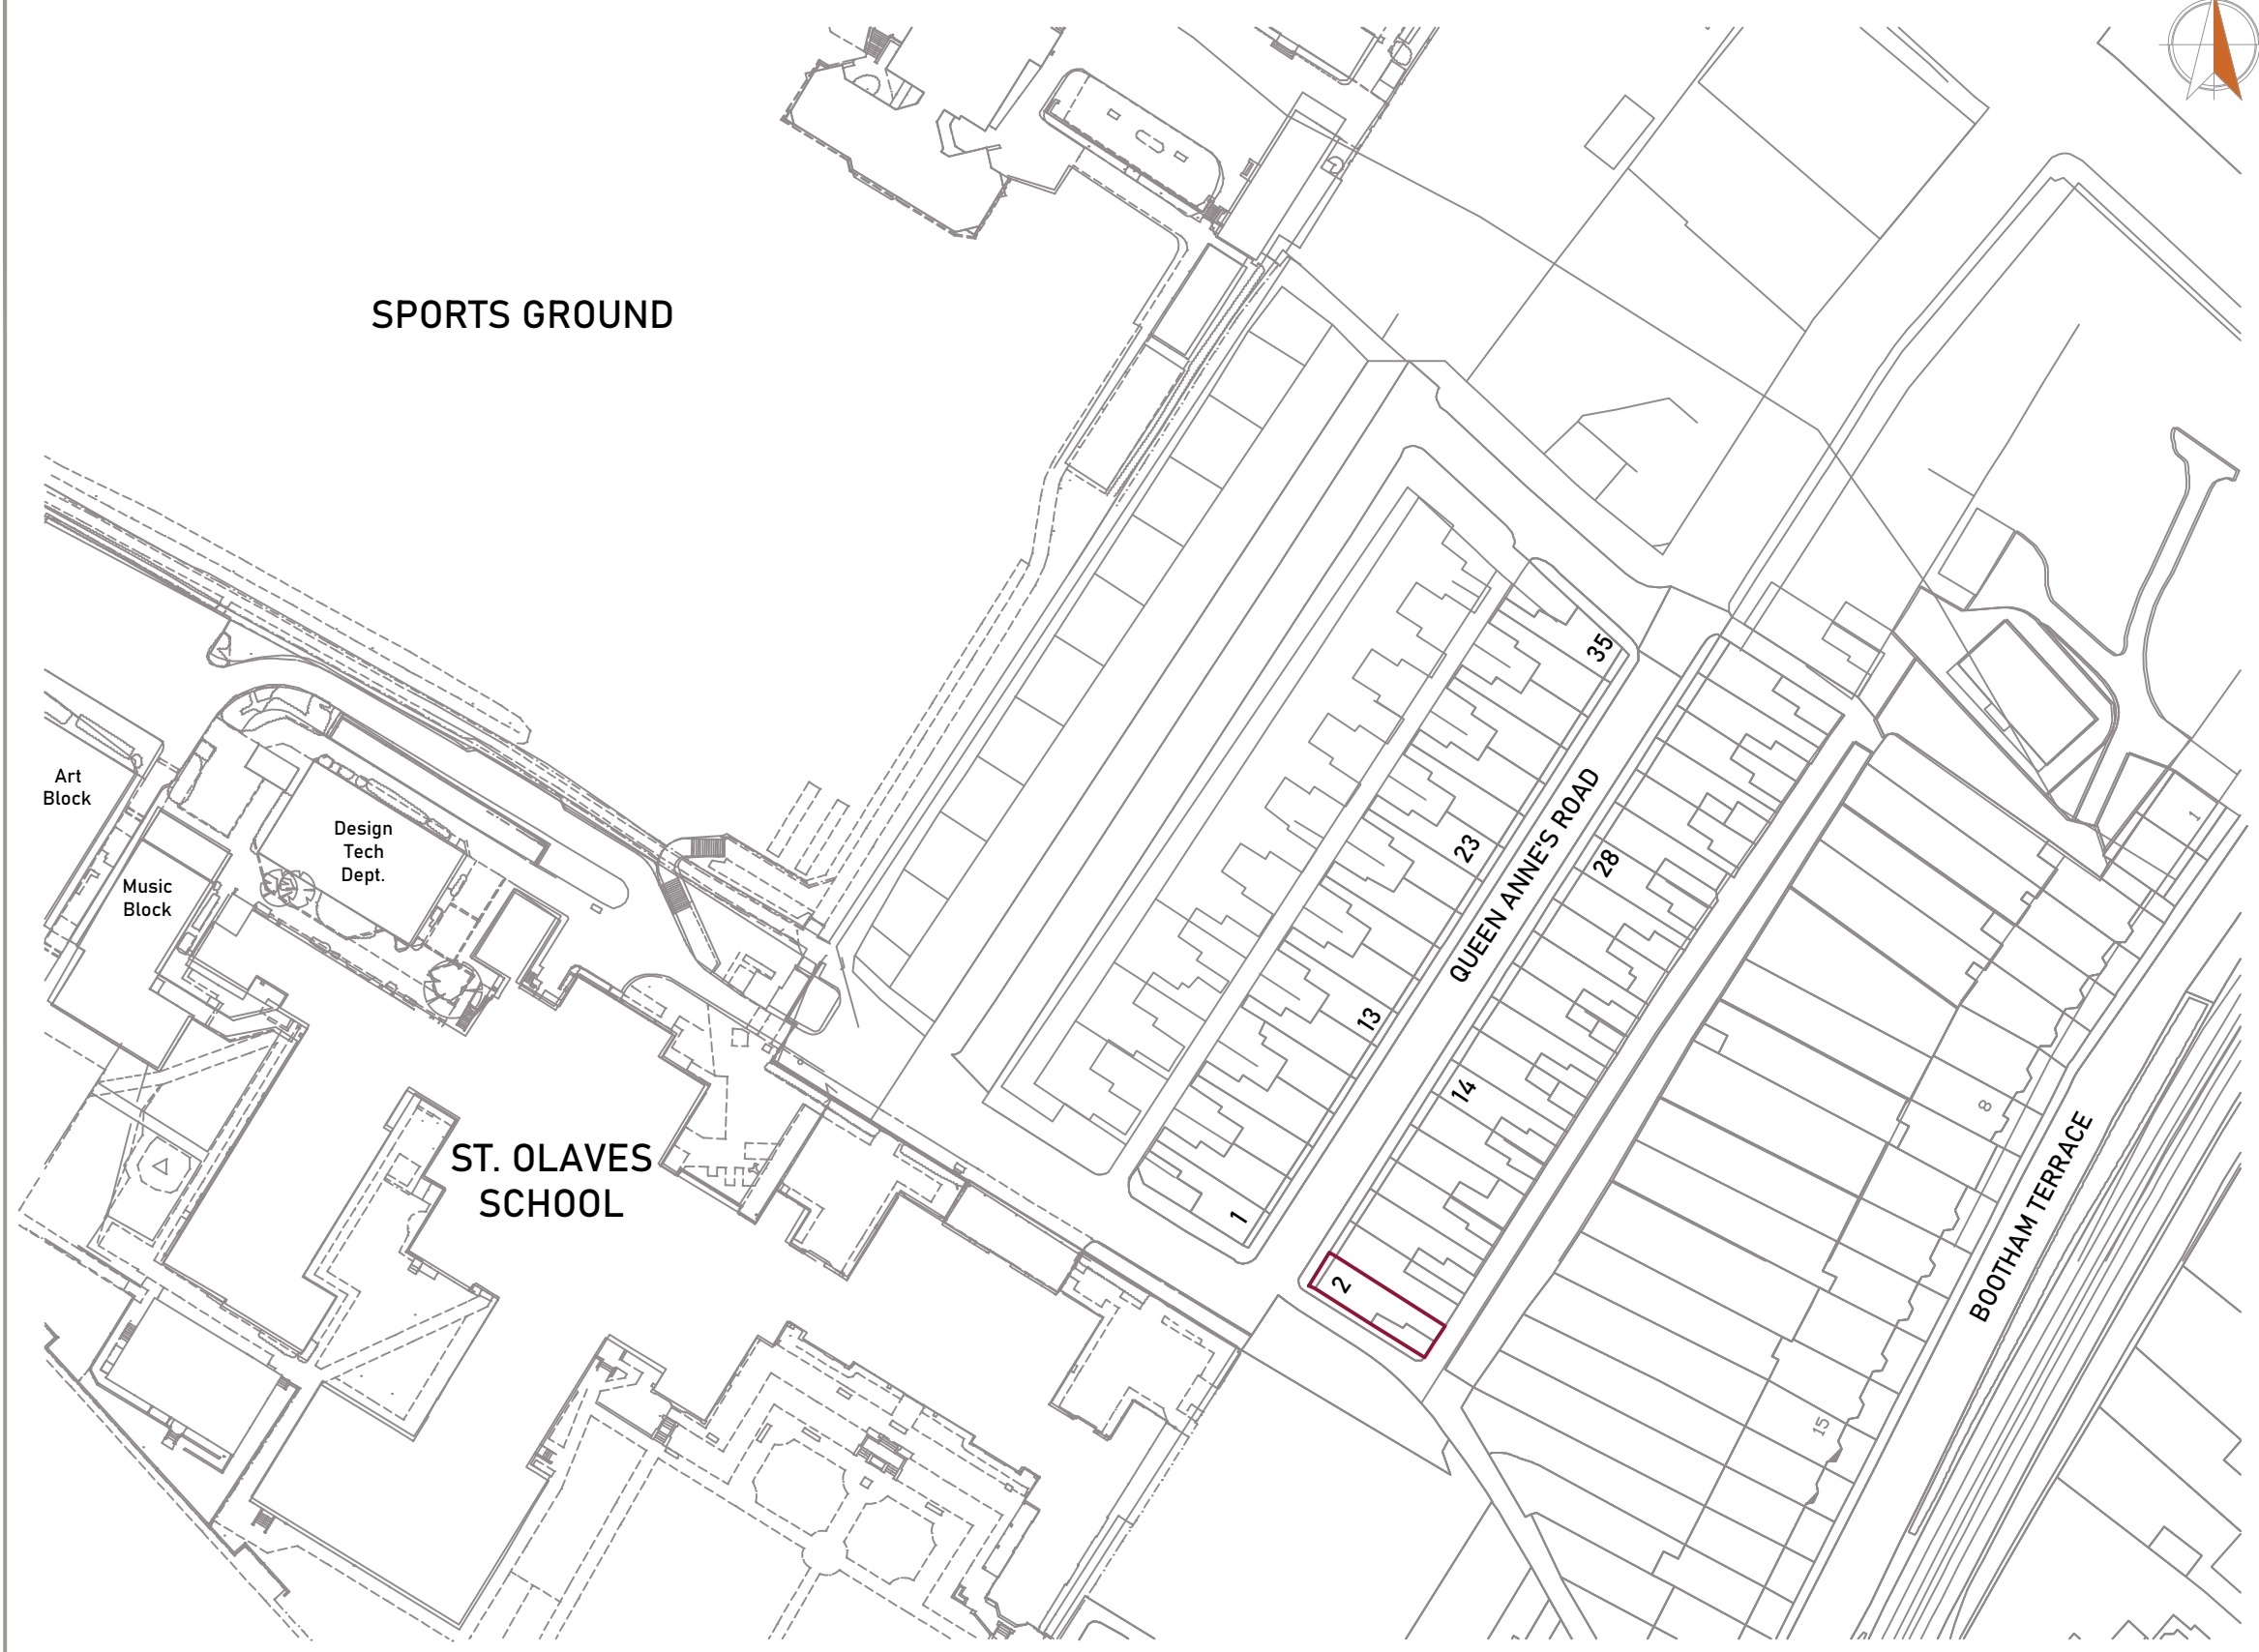 SPORTS GROUND
Art
Block
Design
Tech
Dept.
Music
Block
ST. OLAVES
SCHOOL
35
23
13
1
QUEEN ANNE'S ROAD
28
14
2
1
8
15
BOOTHAM TERRACE